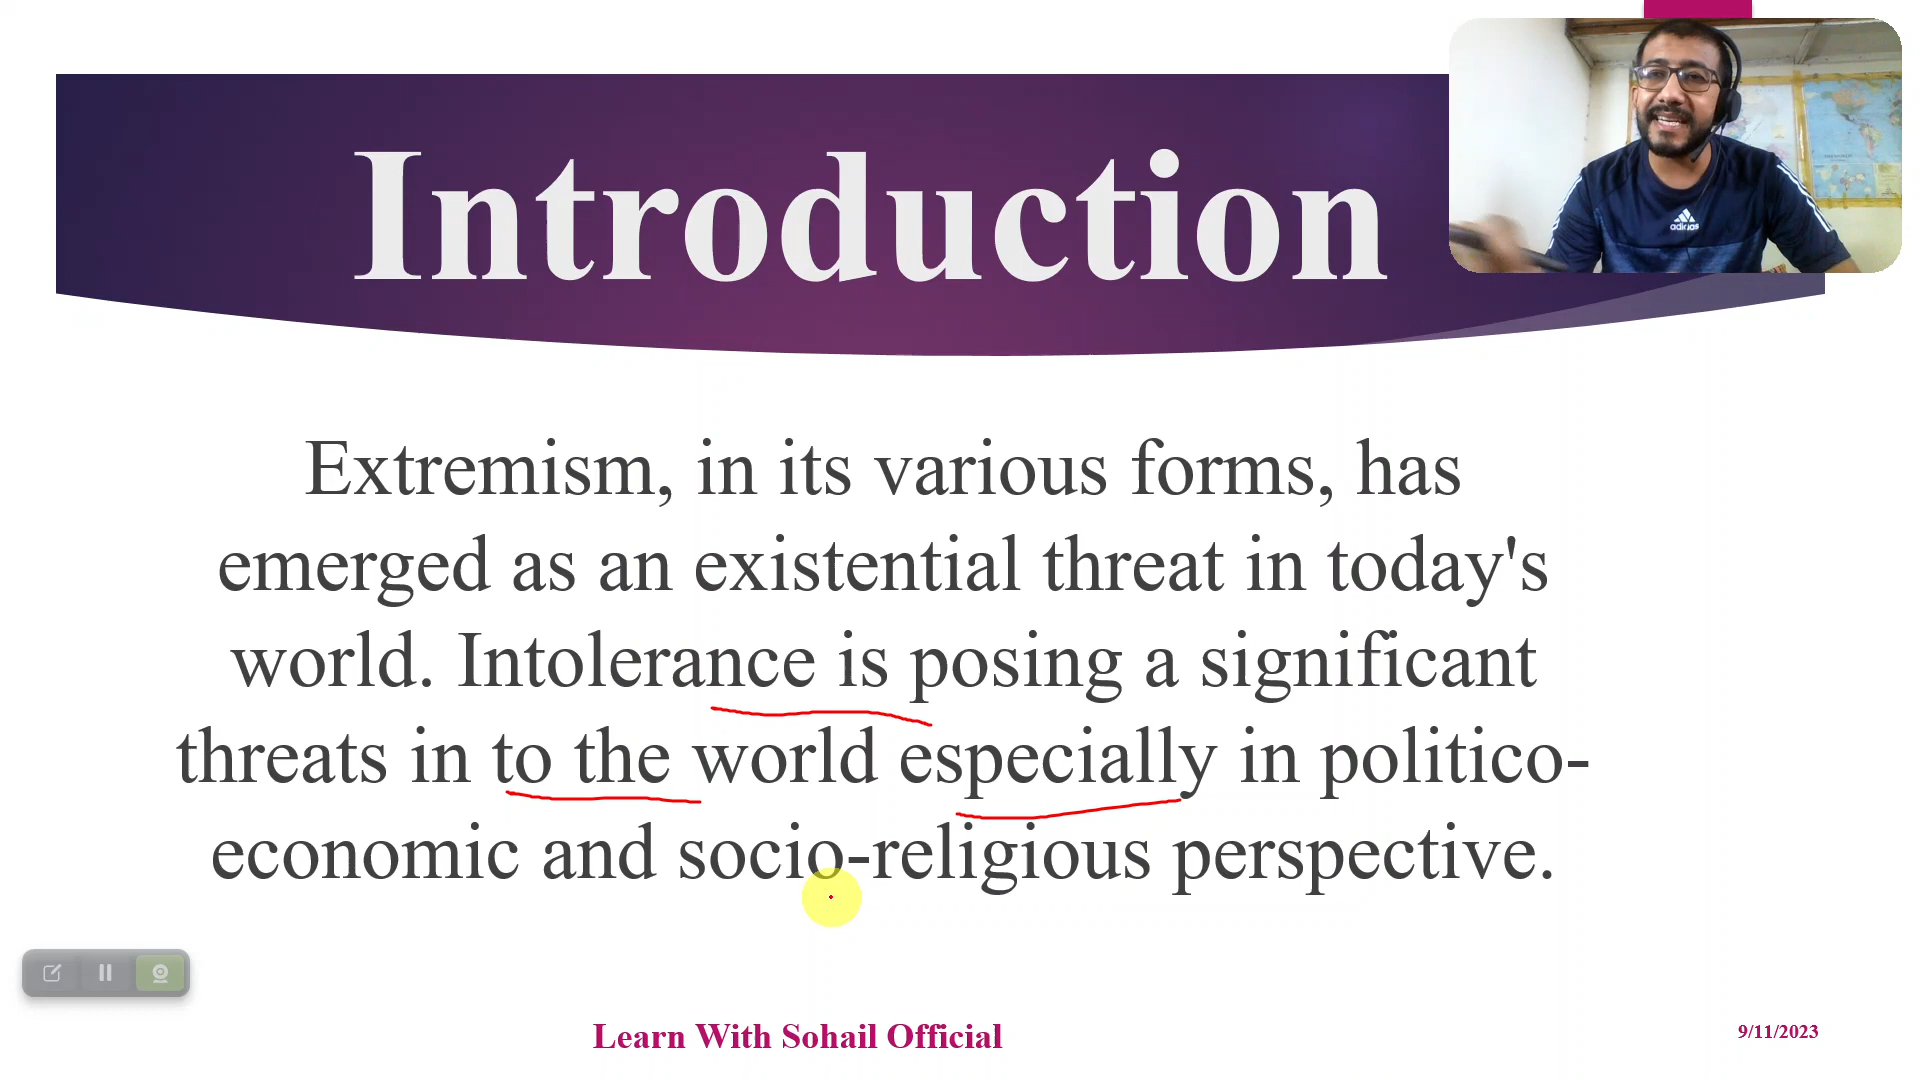 Introduction
adidas
Extremism, in its various forms, has
emerged as an existential threat in today's
world. Intolerance is posing a significant
threats in to the world especially in politico-
economic and socio-religious perspective.
Learn With Sohail Official
9/11/2023